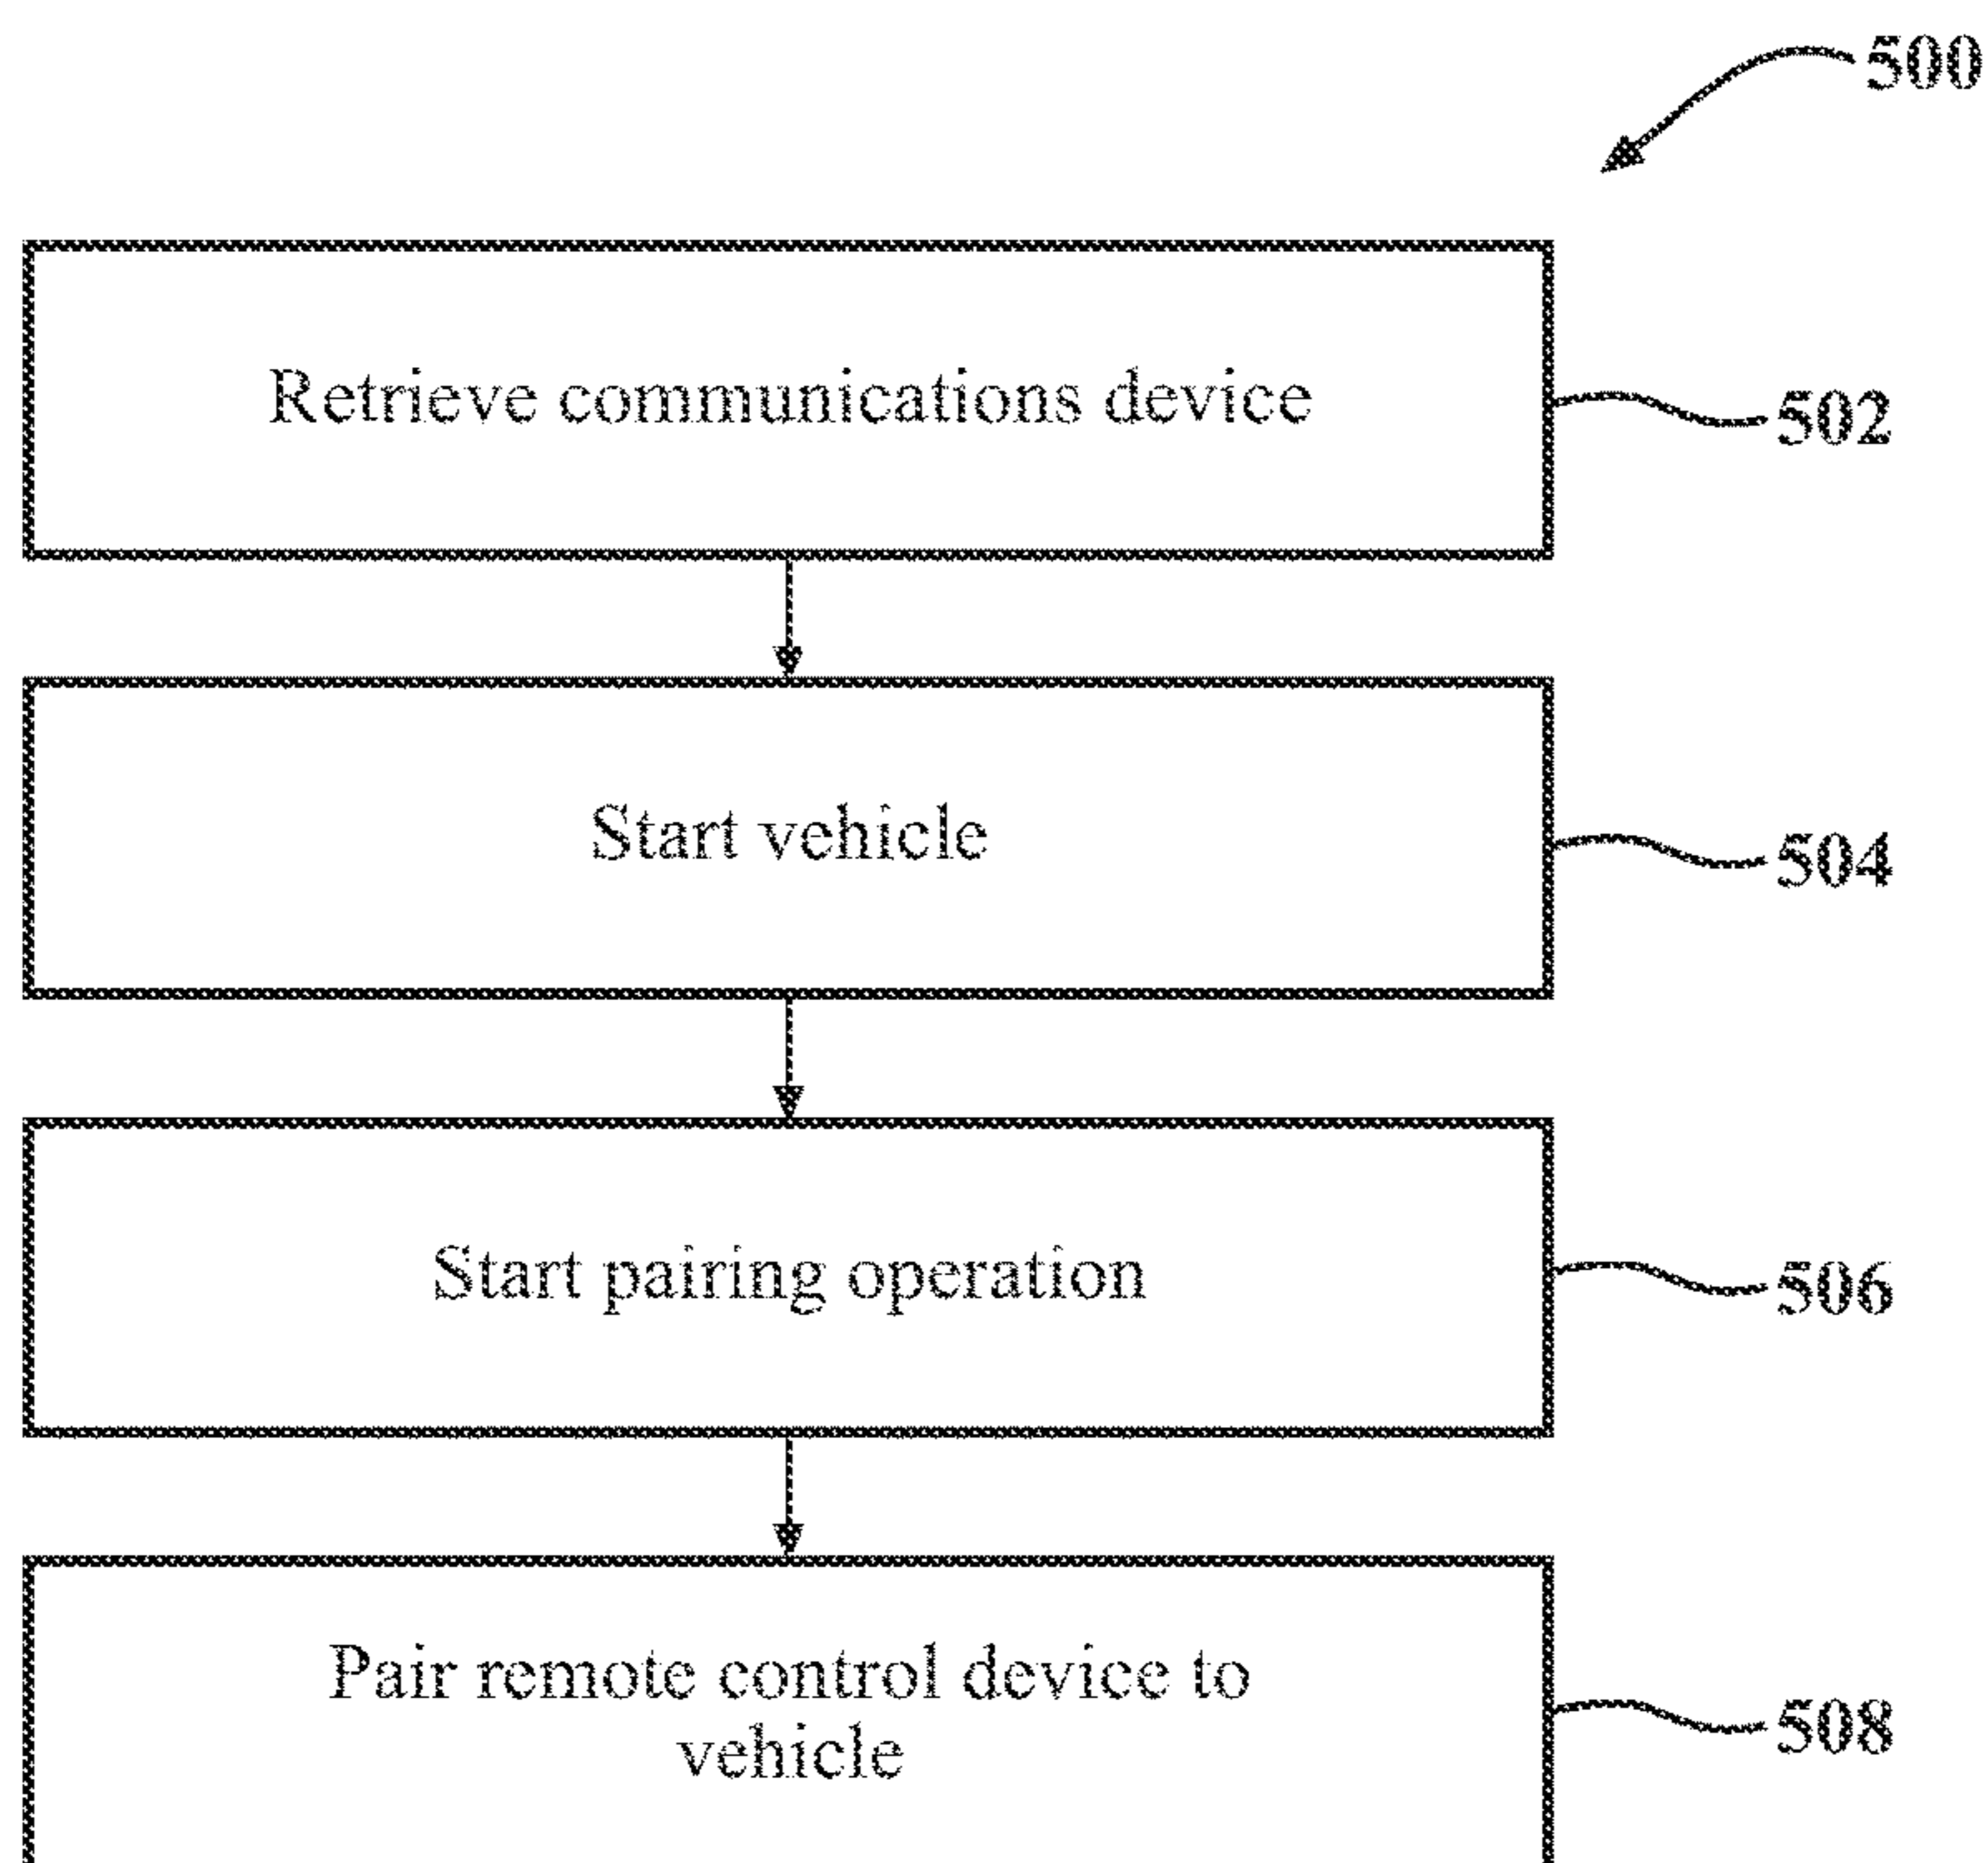 500
Retrieve communications device
502
Start vehicle
504
Start pairing operation
506
Pair remote control device to
vehicle
508